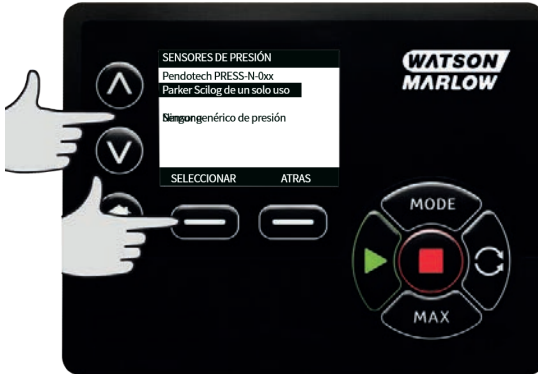 SENSORES DE PRESIÓN
Pendotech PRESS-N-0xx
Parker Scilog de un solo uso
genérico de presión
SELECCIONAR ATRAS
WATSON
MARLOW
MODE
MAX